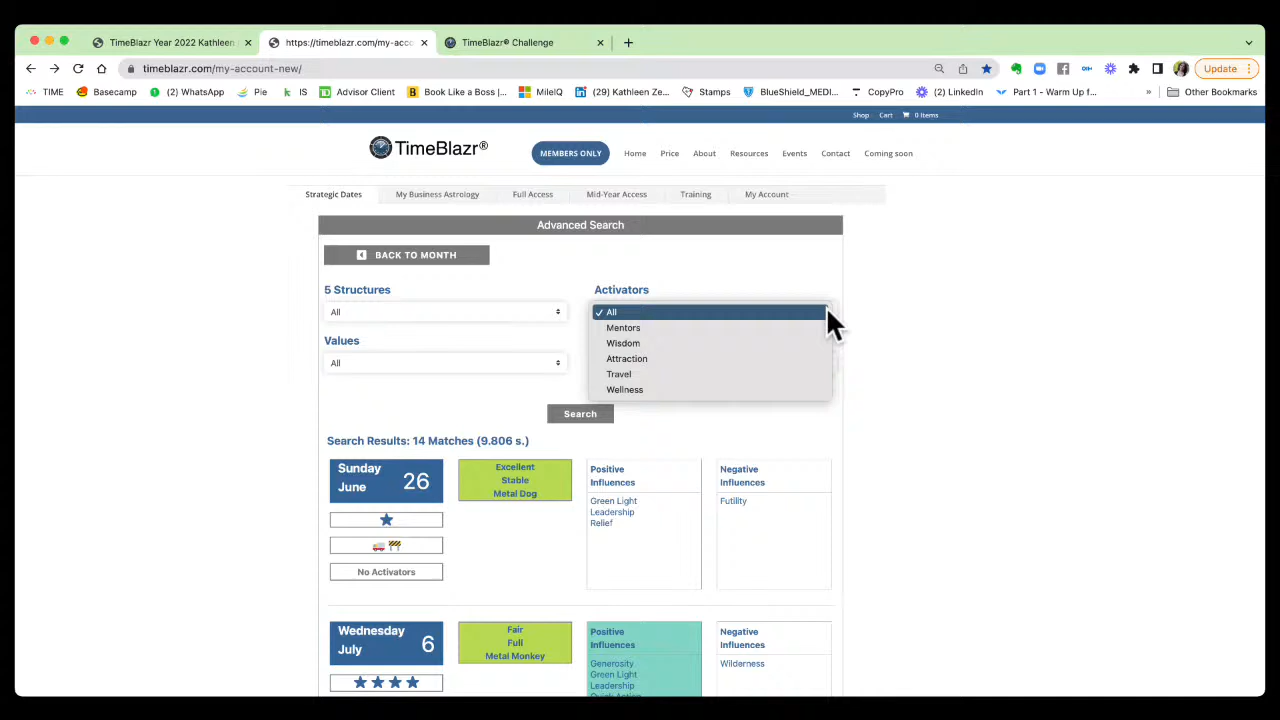 TimeBlazr Year 2022 Kathleen
https://timeblazr.com/my-acco
TimeBlazr® Challenge
timeblazr.com/my-account-new/
Update
TIME
Basecamp
(2) WhatsApp
Pie
IS
Advisor Client
Book Like a Boss |...
MileIQ
(29) Kathleen Ze...
Stamps
BlueShield_MEDI...
CopyPro
(2) LinkedIn
Part 1 - Warm Up f...
»
Other Bookmarks
Shop
Cart
0 Items
TimeBlazr®
MEMBERS ONLY
Home
Price
About
Resources
Events
Contact
Coming soon
Strategic Dates
My Business Astrology
Full Access
Mid-Year Access
Training
My Account
Advanced Search
BACK TO MONTH
5 Structures
Activators
All
✓ All
Mentors
Wisdom
Attraction
Travel
Wellness
Values
All
Search
Search Results: 14 Matches (9.806 s.)
Sunday
June
26
No Activators
Excellent
Stable
Metal Dog
Positive
Influences
Green Light
Leadership
Relief
Negative
Influences
Futility
Wednesday
July
6
Fair
Full
Metal Monkey
Positive
Influences
Generosity
Green Light
Leadership
Quick Action
Negative
Influences
Wilderness